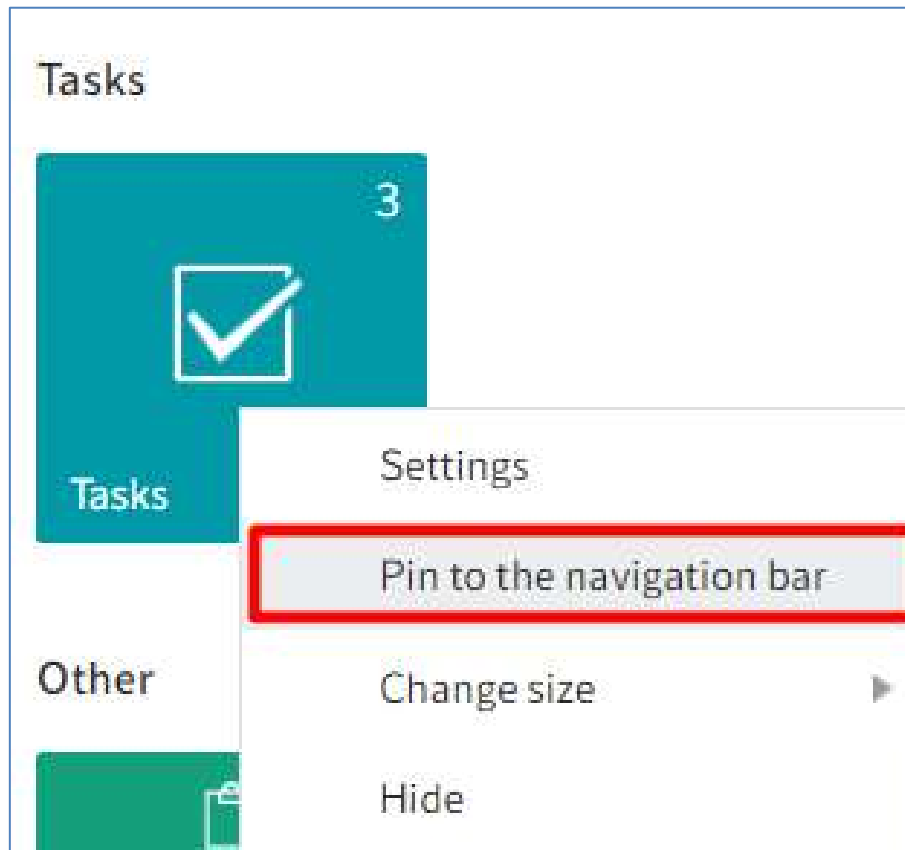 Tasks
3
Tasks
Settings
Pin to the navigation bar
Other
Change size
Hide